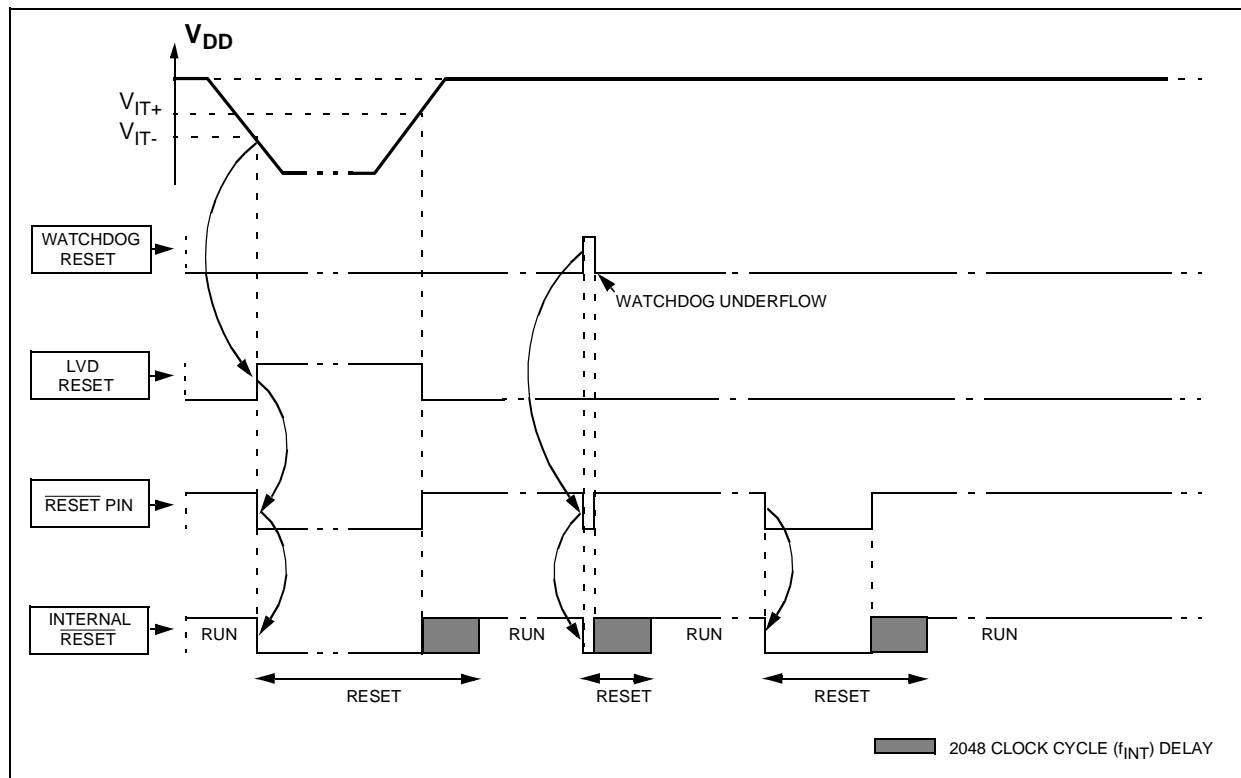 VDD
VIT+
VIT-
WATCHDOG
RESET
WATCHDOG UNDERFLOW
LVD
RESET
RESET PIN
INTERNAL
RESET
RUN
RUN
RUN
RUN
RESET
RESET
RESET
2048 CLOCK CYCLE (fINT) DELAY